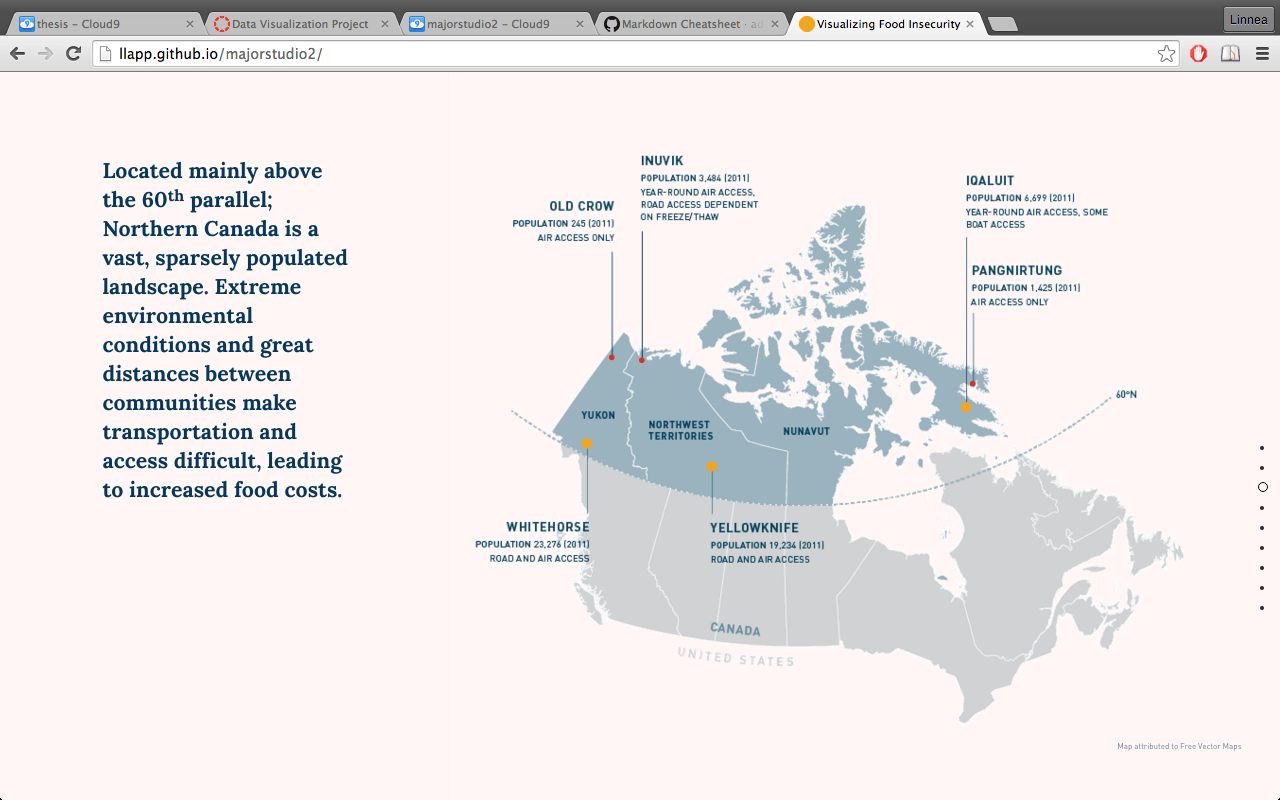 thesis – Cloud9
Data Visualization Project
majorstudio2 – Cloud9
Markdown Cheatsheet · ad
Visualizing Food Insecurity
Linnea
llapp.github.io/majorstudio2/
Located mainly above
the 60th parallel;
Northern Canada is a
vast, sparsely populated
landscape. Extreme
environmental
conditions and great
distances between
communities make
transportation and
access difficult, leading
to increased food costs.
OLD CROW
POPULATION 245 (2011)
AIR ACCESS ONLY
INUVIK
POPULATION 3,484 (2011)
YEAR-ROUND AIR ACCESS,
ROAD ACCESS DEPENDENT
ON FREEZE/THAW
IQALUIT
POPULATION 6,699 (2011)
YEAR-ROUND AIR ACCESS, SOME
BOAT ACCESS
PANGNIRTUNG
POPULATION 1,425 (2011)
AIR ACCESS ONLY
60°N
YUKON
NORTHWEST
TERRITORIES
NUNAVUT
WHITEHORSE
POPULATION 23,276 (2011)
ROAD AND AIR ACCESS
YELLOWKNIFE
POPULATION 19,234 (2011)
ROAD AND AIR ACCESS
CANADA
UNITED STATES
Map attributed to Free Vector Maps